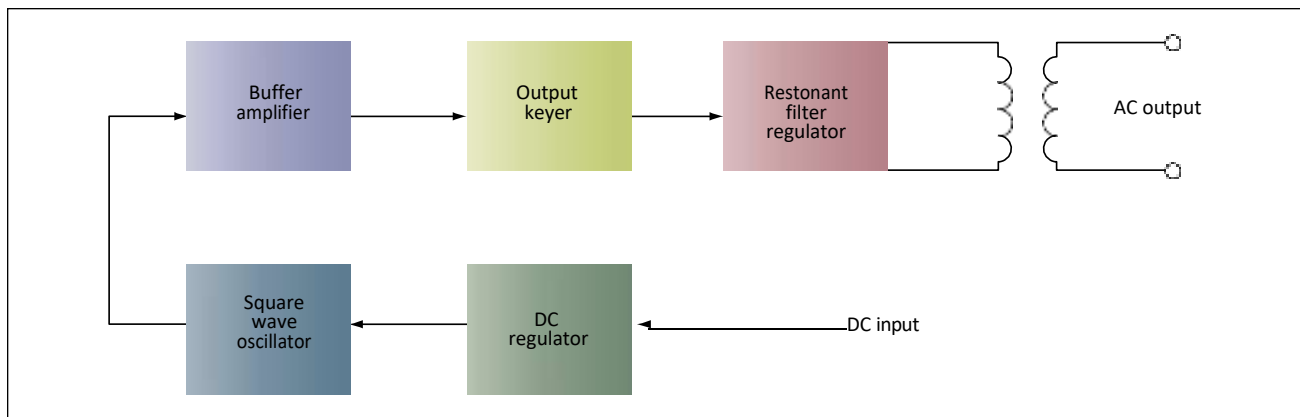 Buffer
amplifier
Output
keyer
Restonant
filter
regulator
AC output
Square
wave
oscillator
DC
regulator
DC input